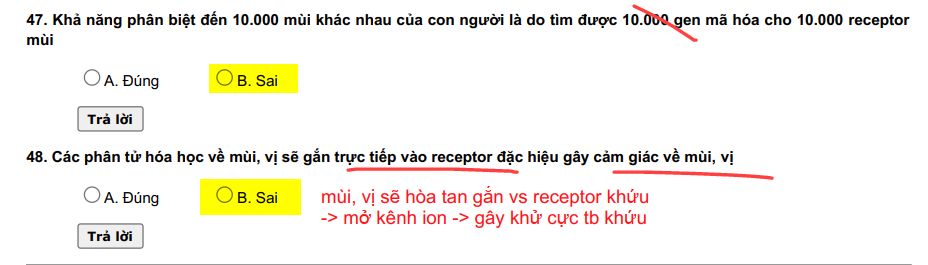 47. Khả năng phân biệt đến 10.000 mùi khác nhau của con người là do tìm được 10.000 gen mã hóa cho 10.000 receptor
mùi
A. Đúng B. Sai
Trả lời
48. Các phân tử hóa học về mùi, vị sẽ gắn trực tiếp vào receptor đặc hiệu gây cảm giác về mùi, vị
A. Đúng B. Sai mùi, vị sẽ hòa tan gắn vs receptor khứu
-> mở kênh ion -> gây khử cực tb khứu
Trả lời